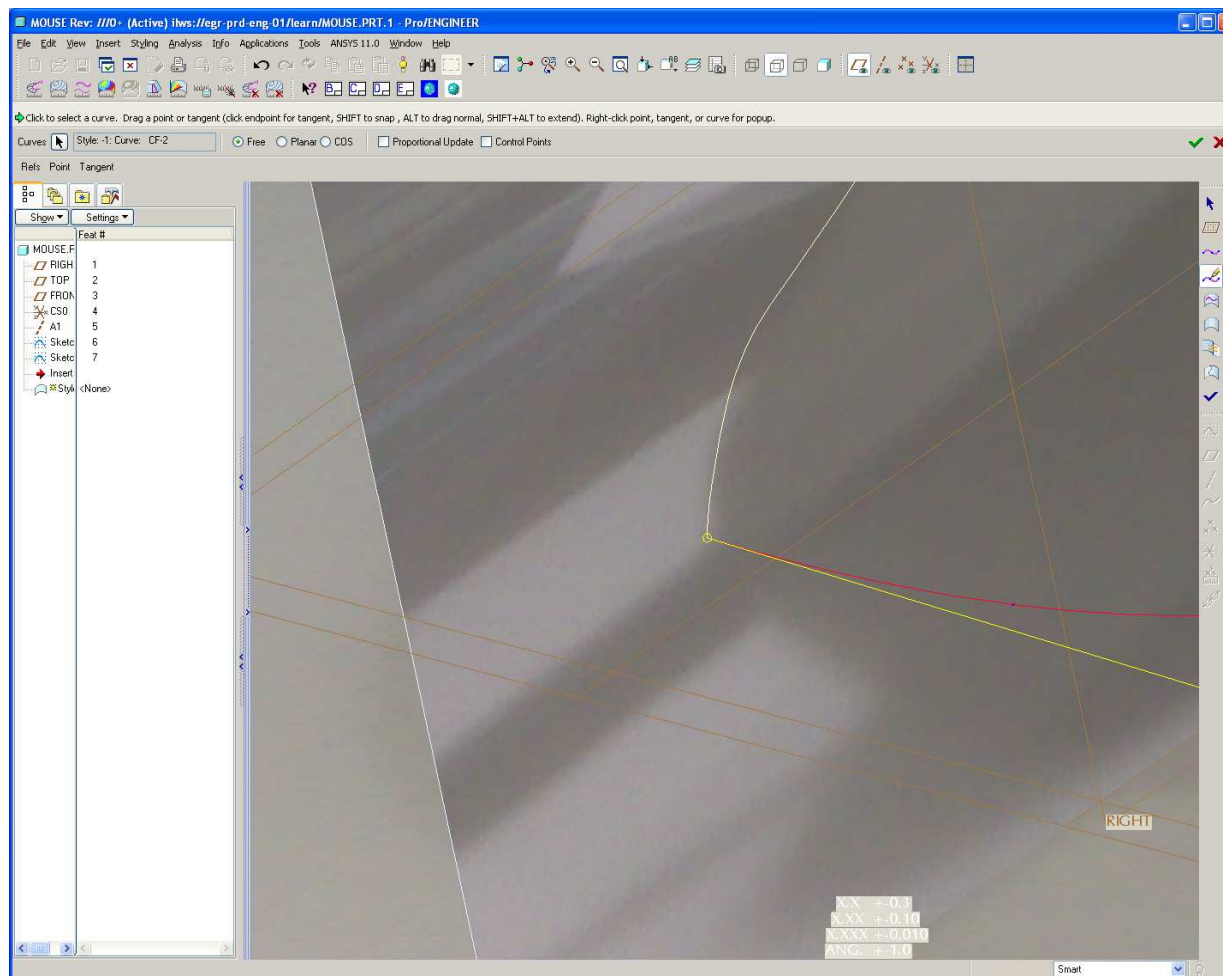 MOUSE Rev: ///0+ (Active) ilws://egr-prd-eng-01/learn/MOUSE.PRT.1 - Pro/ENGINEER
File Edit View Insert Styling Analysis Info Applications Tools ANSYS 11.0 Window Help
Click to select a curve. Drag a point or tangent (click endpoint for tangent, SHIFT to snap , ALT to drag normal, SHIFT+ALT to extend). Right-click point, tangent, or curve for popup.
Curves Style: -1: Curve: CF-2 Free Planar COS Proportional Update Control Points
Refs Point Tangent
Show Settings
Feat #
MOUSE.F
RIGH 1
TOP 2
FRON 3
CS0 4
A1 5
Sketc 6
Sketc 7
Insert
Styl <None>
RIGHT
X.X +-0.3
X.XX +-0.10
X.XXX +-0.010
ANG. +-1.0
Smart